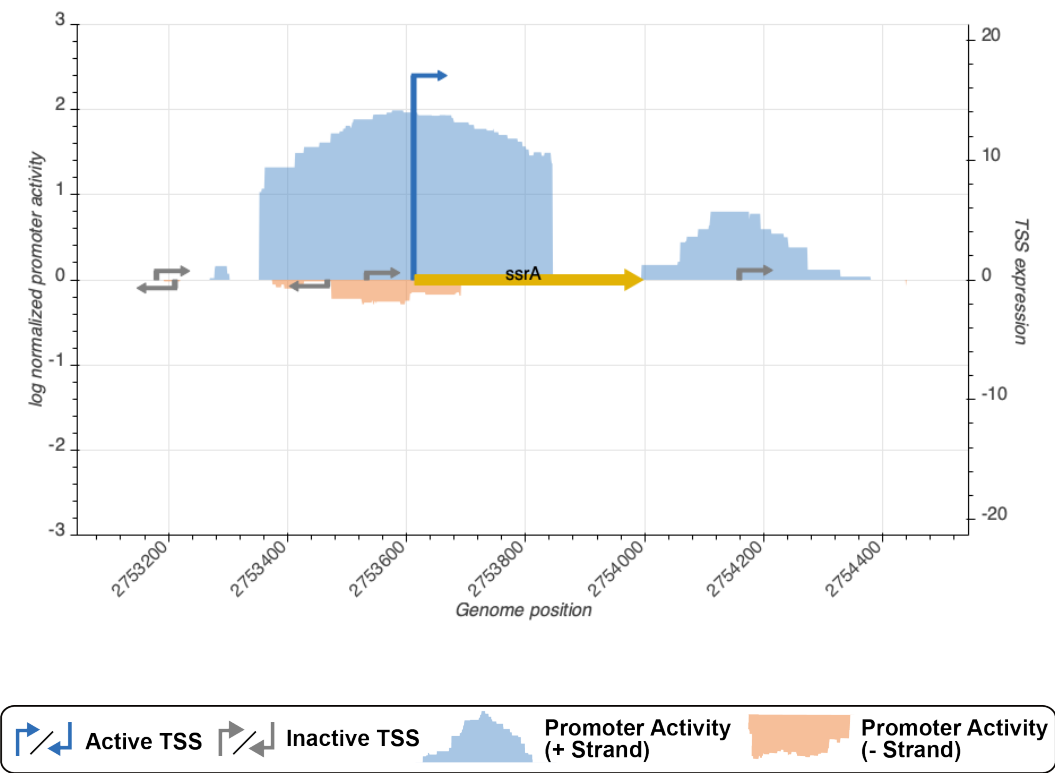 3
2
1
0
-1
-2
-3
log normalized promoter activity
20
10
0
-10
-20
TSS expression
ssrA
2753200
2753400
2753600
2753800
2754000
2754200
2754400
Genome position
Active TSS
Inactive TSS
Promoter Activity
(+ Strand)
Promoter Activity
(- Strand)